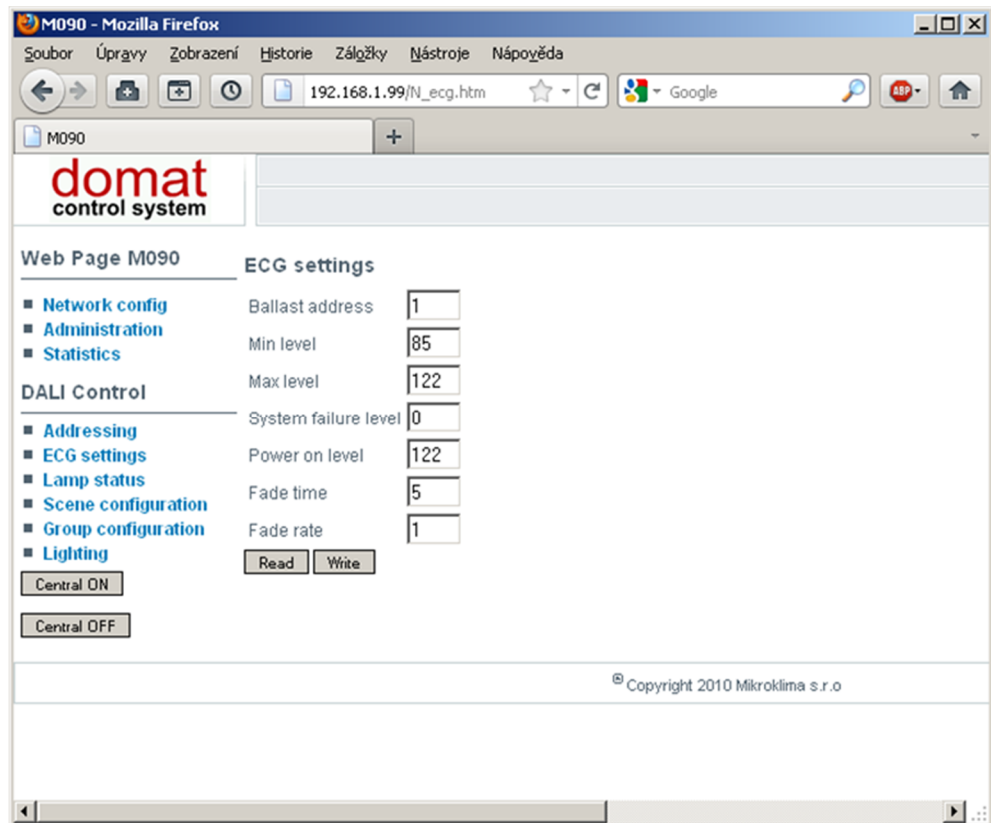 M090 - Mozilla Firefox
Soubor Úpravy Zobrazení Historie Záložky Nástroje Nápověda
192.168.1.99/N_ecg.htm Google ABP
M090
domat
control system
Web Page M090
Network config
Administration
Statistics
DALI Control
Addressing
ECG settings
Lamp status
Scene configuration
Group configuration
Lighting
Central ON
Central OFF
ECG settings
Ballast address 1
Min level 85
Max level 122
System failure level 0
Power on level 122
Fade time 5
Fade rate 1
Read Write
Copyright 2010 Mikroklima s.r.o